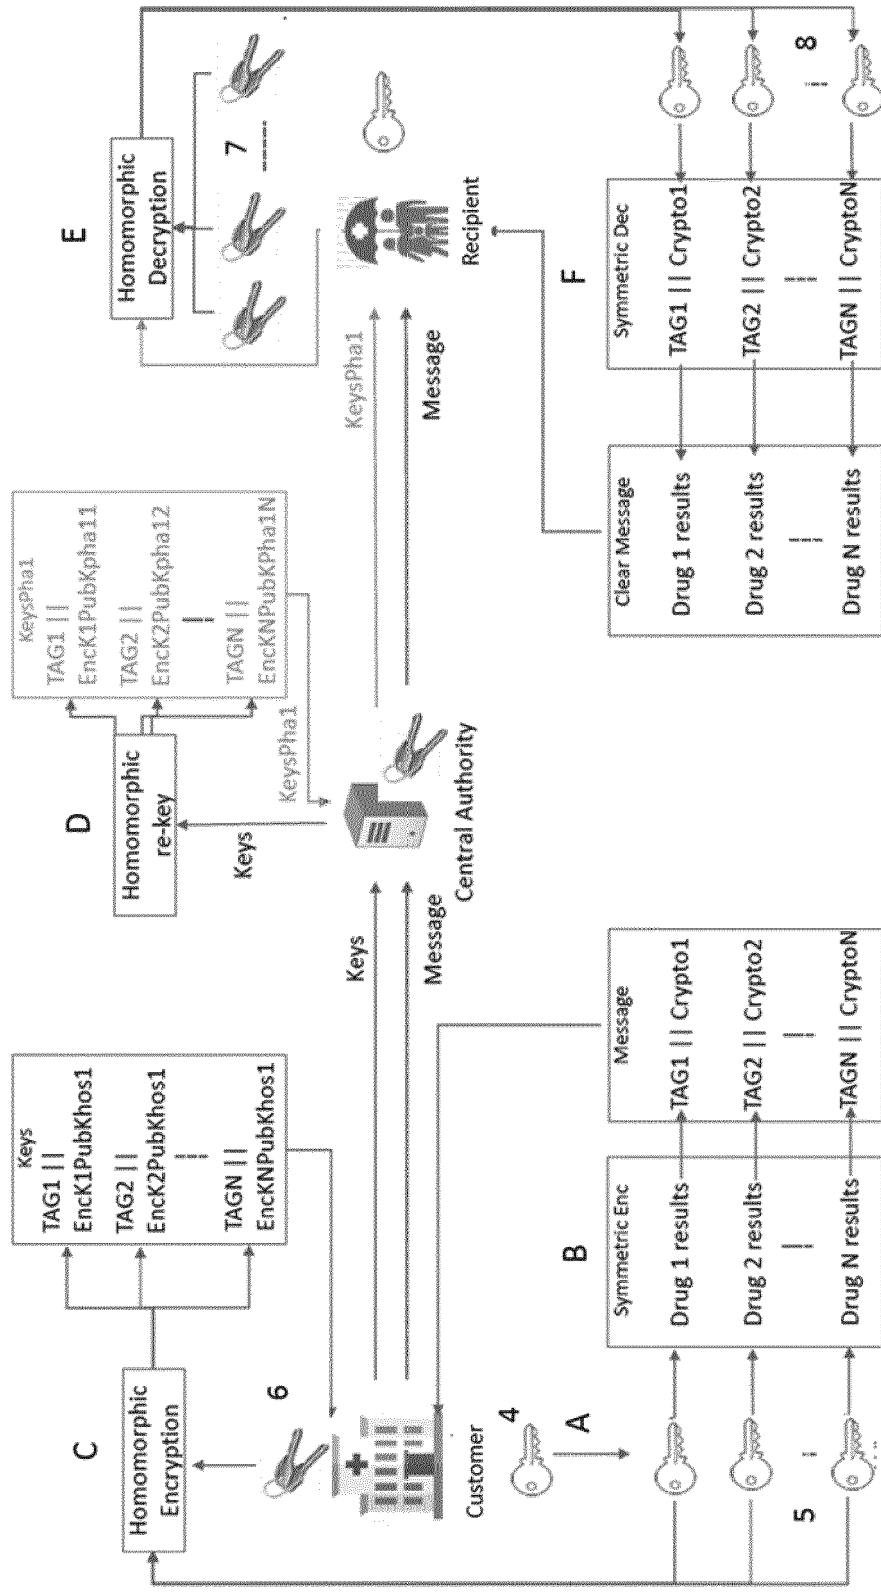 C
Homomorphic
Encryption
6
Keys
TAG1 ||
EncK1PubKhos1
TAG2 ||
EncK2PubKhos1
TAGN ||
EncKNPubKhos1
D
Homomorphic
re-key
Keys
KeysPha1
TAG1 ||
EncK1PubKpha11
TAG2 ||
EncK2PubKpha12
TAGN ||
EncKNPubKPha1N
KeysPha1
E
Homomorphic
Decryption
7
Customer
Keys
Message
Central Authority
KeysPha1
Message
Recipient
4
A
5
B
Symmetric Enc
Drug 1 results
Drug 2 results
Drug N results
Message
TAG1 || Crypto1
TAG2 || Crypto2
TAGN || CryptoN
Clear Message
Drug 1 results
Drug 2 results
Drug N results
F
Symmetric Dec
TAG1 || Crypto1
TAG2 || Crypto2
TAGN || CryptoN
8